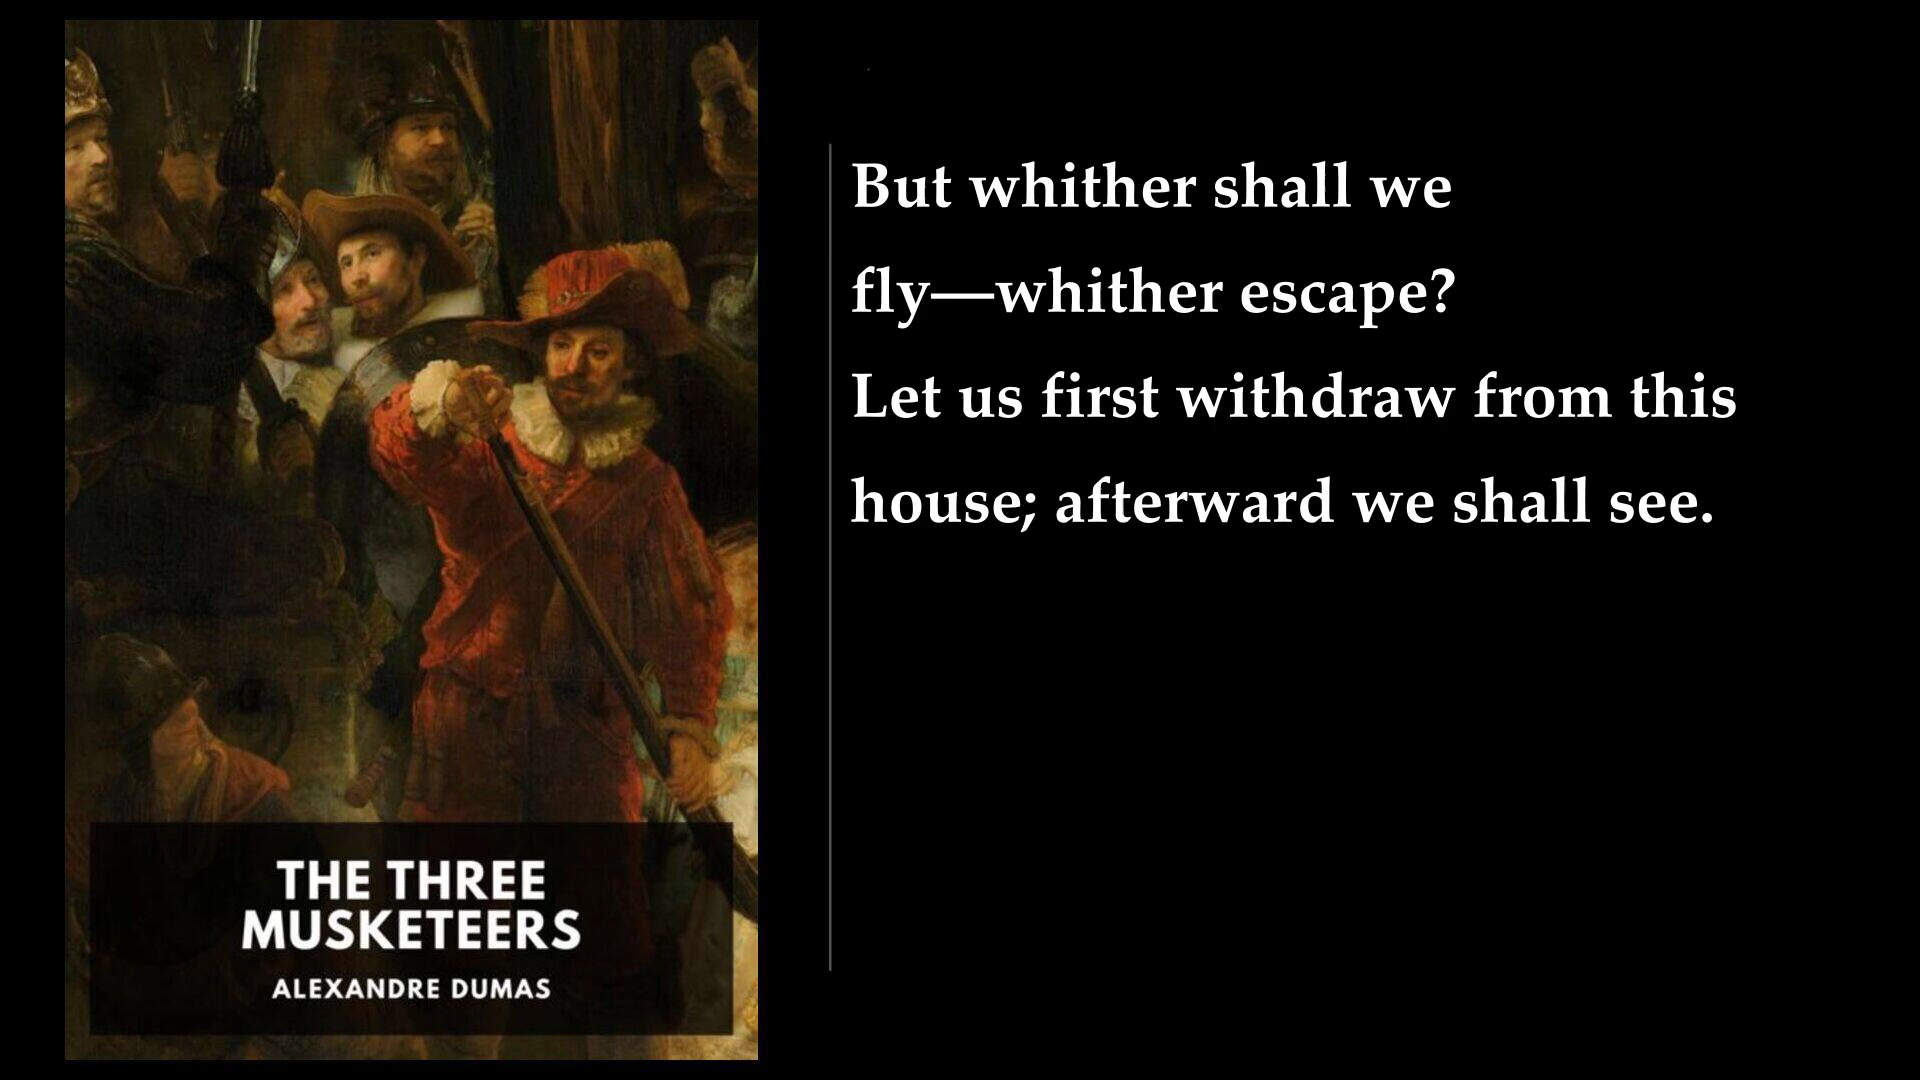 But whither shall we
fly—whither escape?
Let us first withdraw from this
house; afterward we shall see.
THE THREE
MUSKETEERS
ALEXANDRE DUMAS